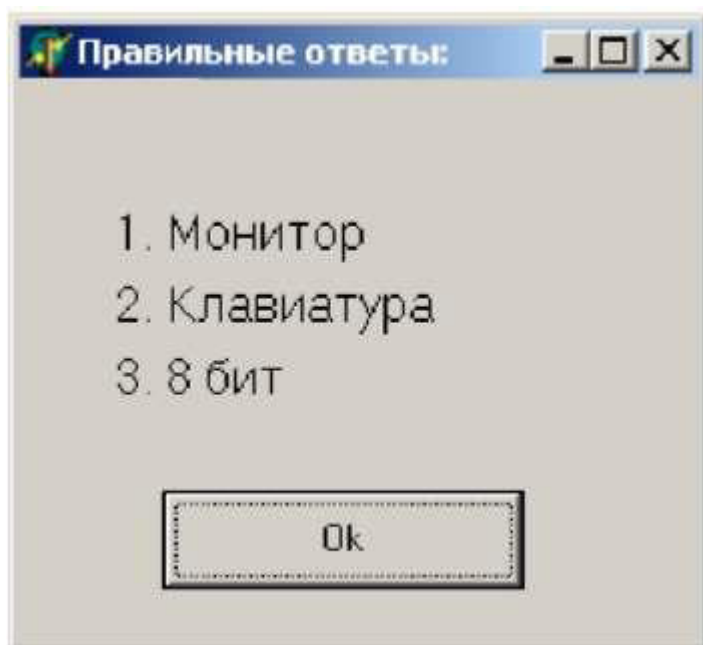 Правильные ответы:
1. Монитор
2. Клавиатура
3. 8 бит
Ok